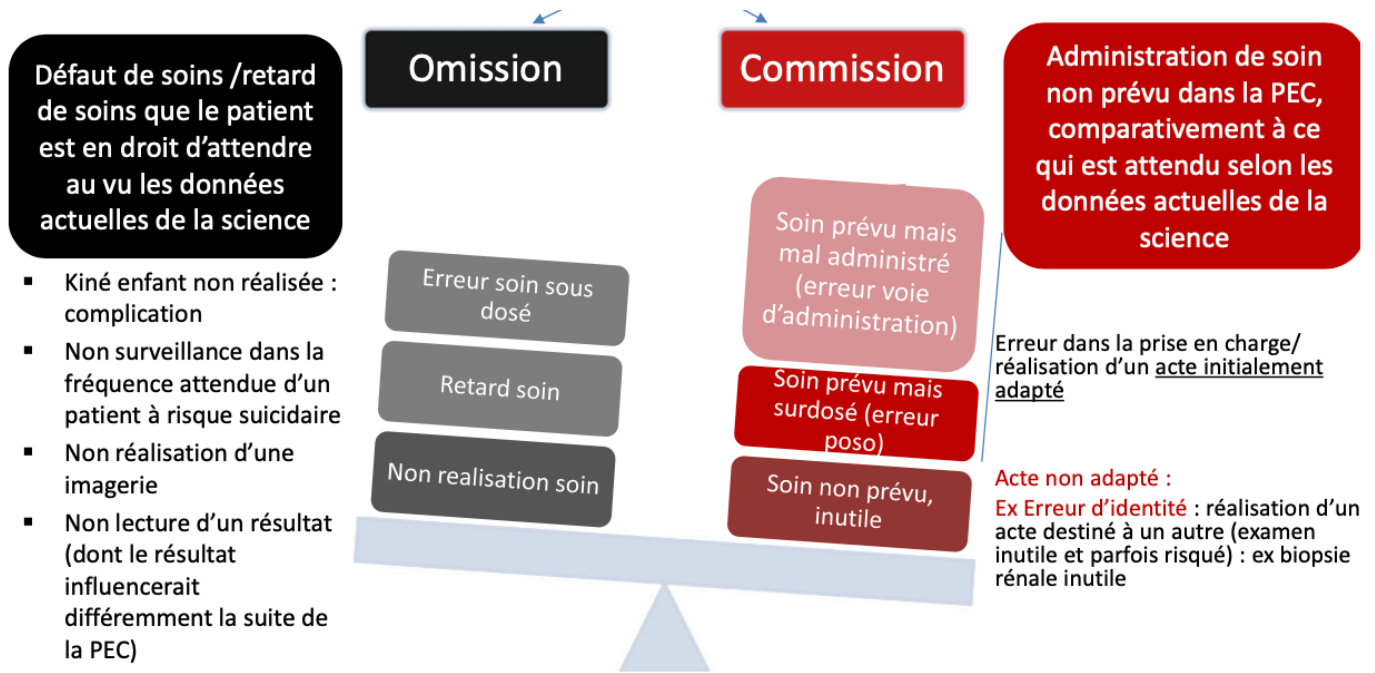 Omission
Commission
Défaut de soins /retard
de soins que le patient
est en droit d'attendre
au vu les données
actuelles de la science
Kiné enfant non réalisée :
complication
Non surveillance dans la
fréquence attendue d'un
patient à risque suicidaire
Non réalisation d'une
imagerie
Non lecture d'un résultat
(dont le résultat
influencerait
différemment la suite de
la PEC)
Erreur soin sous
dosé
Retard soin
Non realisation soin
Soin prévu mais
mal administré
(erreur voie
d'administration)
Soin prévu mais
surdosé (erreur
poso)
Soin non prévu,
inutile
Administration de soin
non prévu dans la PEC,
comparativement à ce
qui est attendu selon les
données actuelles de la
science
Erreur dans la prise en charge/
réalisation d'un acte initialement
adapté
Acte non adapté :
Ex Erreur d'identité : réalisation d'un
acte destiné à un autre (examen
inutile et parfois risqué) : ex biopsie
rénale inutile